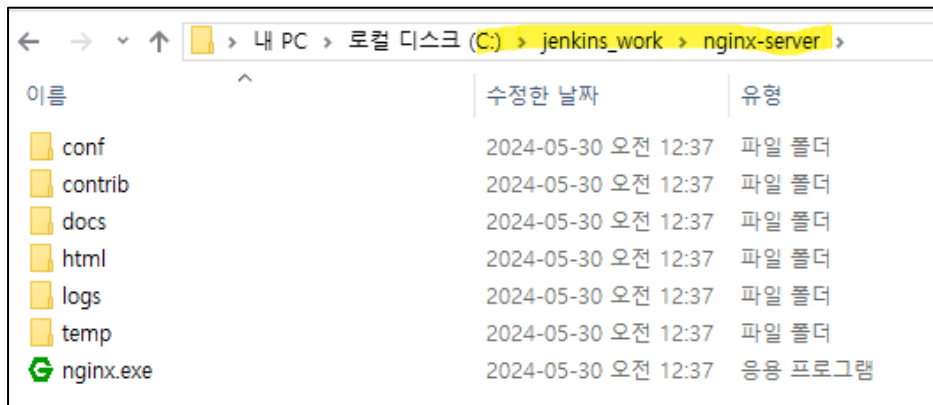 내 PC > 로컬 디스크 (C:) > jenkins_work > nginx-server >
이름 수정한 날짜 유형
conf 2024-05-30 오전 12:37 파일 폴더
contrib 2024-05-30 오전 12:37 파일 폴더
docs 2024-05-30 오전 12:37 파일 폴더
html 2024-05-30 오전 12:37 파일 폴더
logs 2024-05-30 오전 12:37 파일 폴더
temp 2024-05-30 오전 12:37 파일 폴더
nginx.exe 2024-05-30 오전 12:37 응용 프로그램